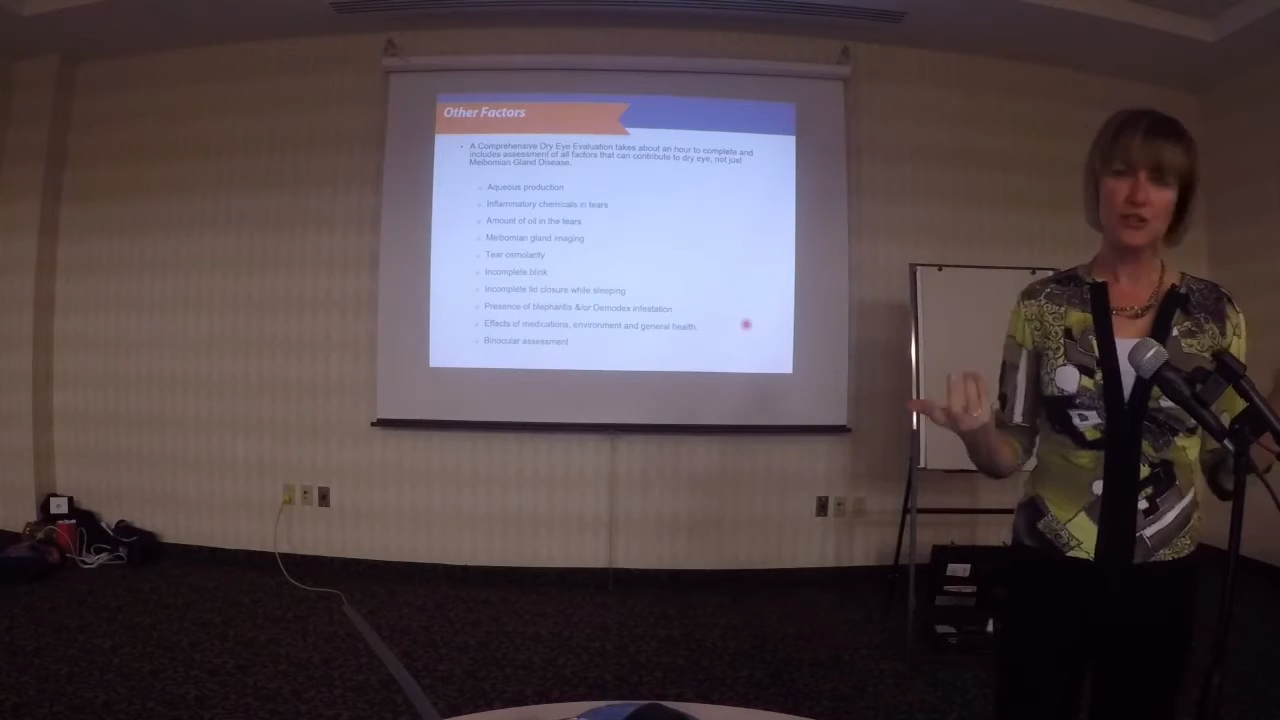 Other Factors
A Comprehensive Dry Eye Evaluation takes about an hour to complete and
includes assessment of all factors that can contribute to dry eye, not just
Meibomian Gland Disease.
Aqueous production
Inflammatory chemicals in tears
Amount of oil in the tears
Meibomian gland imaging
Tear osmolarity
Incomplete blink
Incomplete lid closure while sleeping
Presence of blepharitis &/or Demodex infestation
Effects of medications, environment and general health.
Binocular assessment